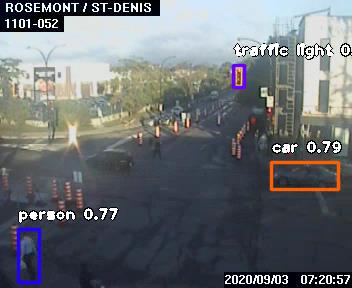 ROSEMONT / ST-DENIS
1101-052
traffic light 0.
car 0.79
person 0.77
2020/09/03 07:20:57